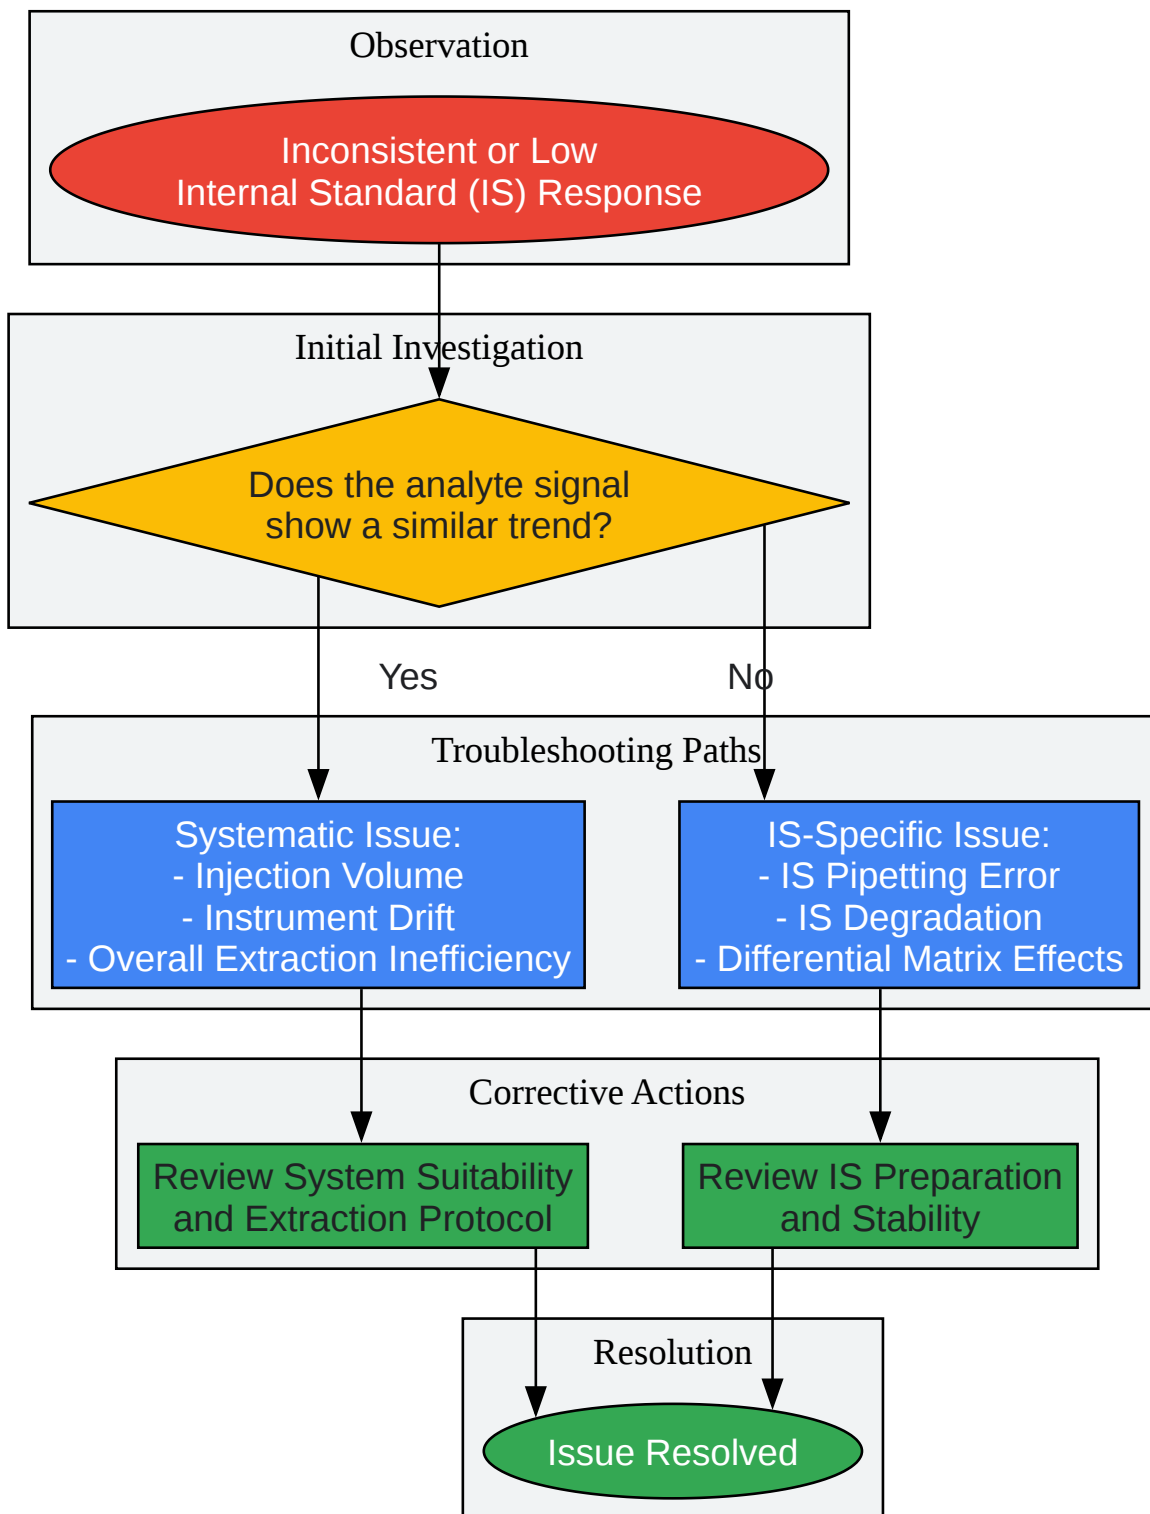 Observation
Inconsistent or Low
Internal Standard (IS) Response
Initial Investigation
Does the analyte signal
show a similar trend?
Yes
No
Troubleshooting Paths
Systematic Issue:
- Injection Volume
- Instrument Drift
- Overall Extraction Inefficiency
IS-Specific Issue:
- IS Pipetting Error
- IS Degradation
- Differential Matrix Effects
Corrective Actions
Review System Suitability
and Extraction Protocol
Review IS Preparation
and Stability
Resolution
Issue Resolved